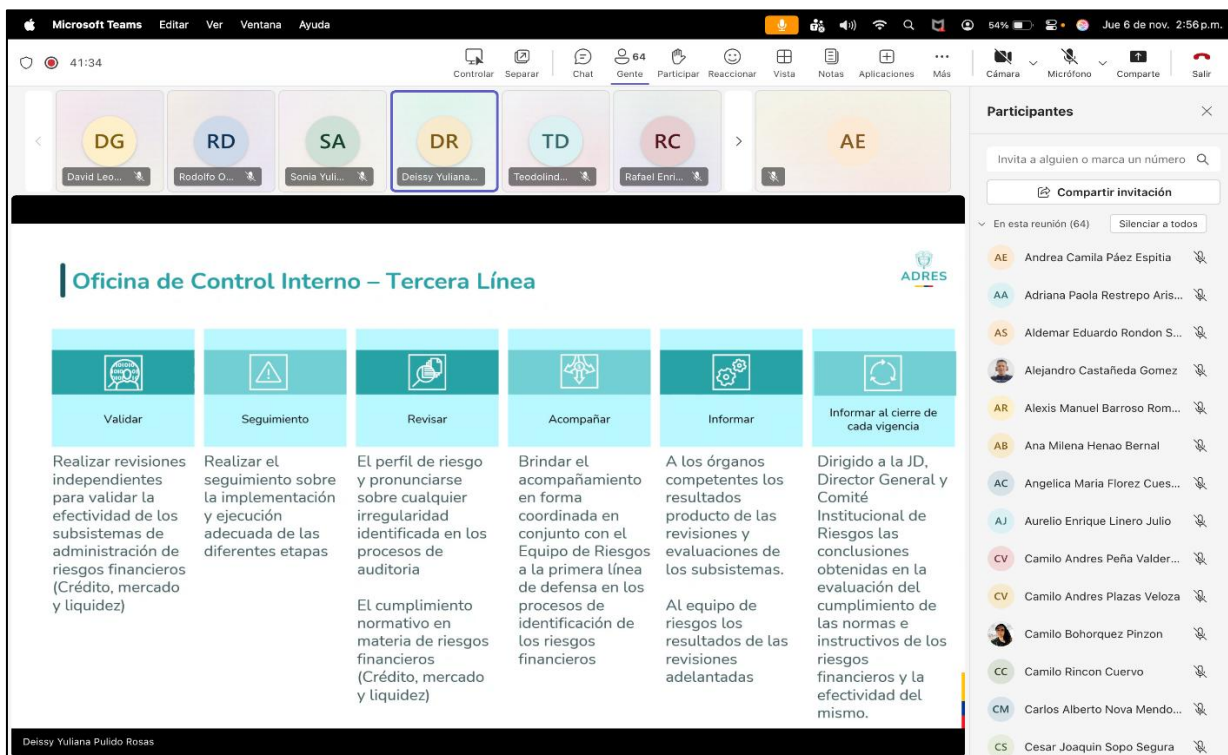 Microsoft Teams Editar Ver Ventana Ayuda
54% Jue 6 de nov. 2:56 p.m.
41:34
Controlar Separar Chat 64 Gente Participar Reaccionar Vista Notas Aplicaciones Más Cámara Micrófono Comparte Salir
DG RD SA DR TD RC AE
David Leo... Rodolfo O... Sonia Yuli... Deissy Yuliana... Teodolind... Rafael Enri...
Oficina de Control Interno – Tercera Línea
ADRES
Validar
Realizar revisiones
independientes
para validar la
efectividad de los
subsistemas de
administración de
riesgos financieros
(Crédito, mercado
y liquidez)
Seguimiento
Realizar el
seguimiento sobre
la implementación
y ejecución
adecuada de las
diferentes etapas
Revisar
El perfil de riesgo
y pronunciarse
sobre cualquier
irregularidad
identificada en los
procesos de
auditoria
El cumplimiento
normativo en
materia de riesgos
financieros
(Crédito, mercado
y liquidez)
Acompañar
Brindar el
acompañamiento
en forma
coordinada en
conjunto con el
Equipo de Riesgos
a la primera línea
de defensa en los
procesos de
identificación de
los riesgos
financieros
Informar
A los órganos
competentes los
resultados
producto de las
revisiones y
evaluaciones de
los subsistemas.
Al equipo de
riesgos los
resultados de las
revisiones
adelantadas
Informar al cierre de
cada vigencia
Dirigido a la JD,
Director General y
Comité
Institucional de
Riesgos las
conclusiones
obtenidas en la
evaluación del
cumplimiento de
las normas e
instructivos de los
riesgos
financieros y la
efectividad del
mismo.
Deissy Yuliana Pulido Rosas
Participantes
Invita a alguien o marca un número
Compartir invitación
En esta reunión (64) Silenciar a todos
AE Andrea Camila Páez Espitia
AA Adriana Paola Restrepo Aris...
AS Aldemar Eduardo Rondon S...
Alejandro Castañeda Gomez
AR Alexis Manuel Barroso Rom...
AB Ana Milena Henao Bernal
AC Angelica Maria Florez Cues...
AJ Aurelio Enrique Linero Julio
CV Camilo Andres Peña Valder...
CV Camilo Andres Plazas Veloza
Camilo Bohorquez Pinzon
CC Camilo Rincon Cuervo
CM Carlos Alberto Nova Mendo...
CS Cesar Joaquin Sopo Segura